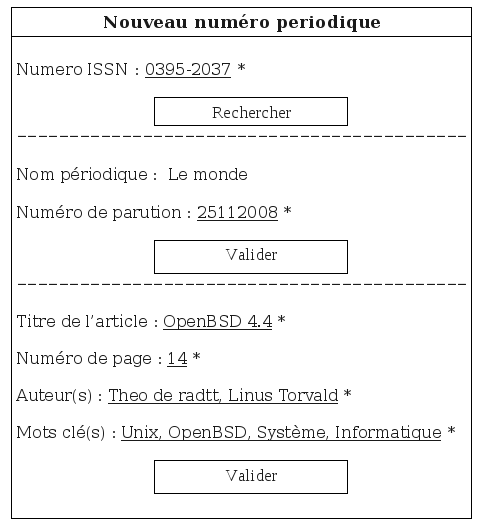 Nouveau numéro periodique
Numero ISSN : 0395-2037 *
Rechercher
Nom périodique : Le monde
Numéro de parution : 25112008 *
Valider
Titre de l'article : OpenBSD 4.4 *
Numéro de page : 14 *
Auteur(s) : Theo de radtt, Linus Torvald *
Mots clé(s) : Unix, OpenBSD, Système, Informatique *
Valider